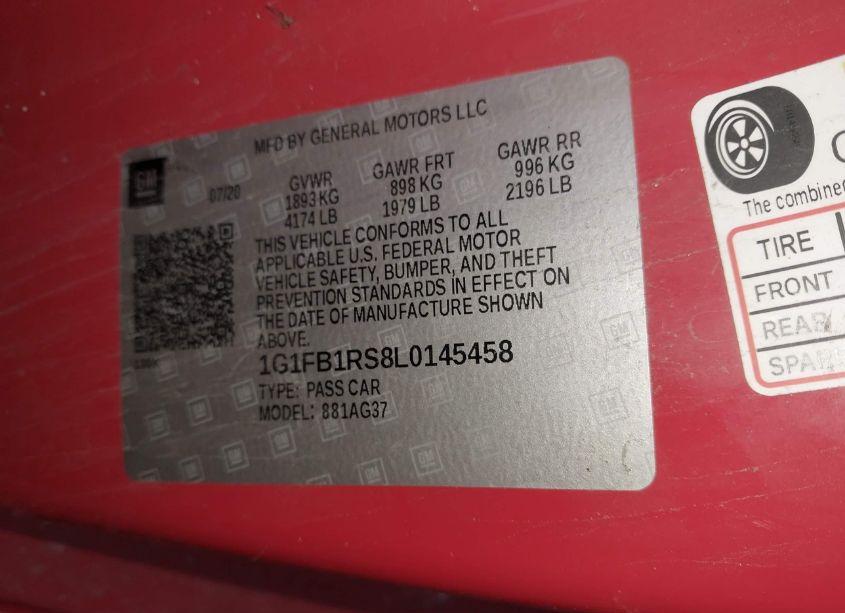 MFD BY GENERAL MOTORS LLC
GM
07/20
GVWR
1893 KG
4174 LB
GAWR FRT
898 KG
1979 LB
GAWR RR
996 KG
2196 LB
THIS VEHICLE CONFORMS TO ALL
APPLICABLE U.S. FEDERAL MOTOR
VEHICLE SAFETY, BUMPER, AND THEFT
PREVENTION STANDARDS IN EFFECT ON
THE DATE OF MANUFACTURE SHOWN
ABOVE.
1G1FB1RS8L0145458
TYPE: PASS CAR
MODEL: 881AG37
The combine
TIRE
FRONT
REAR
SPAR